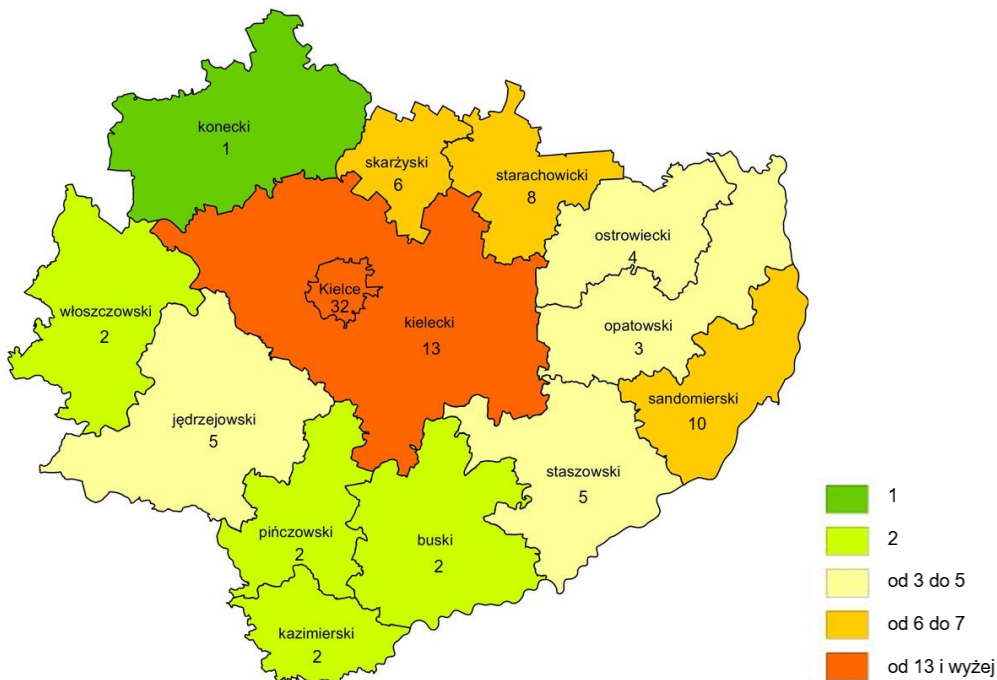 konecki
1
skarżyski
6
starachowicki
8
ostrowiecki
4
Kielce
32
włoszczowski
2
kielecki
13
opatowski
3
sandomierski
10
jędrzejowski
5
staszowski
5
pińczowski
2
buski
2
kazimierski
2
1
2
od 3 do 5
od 6 do 7
od 13 i wyżej